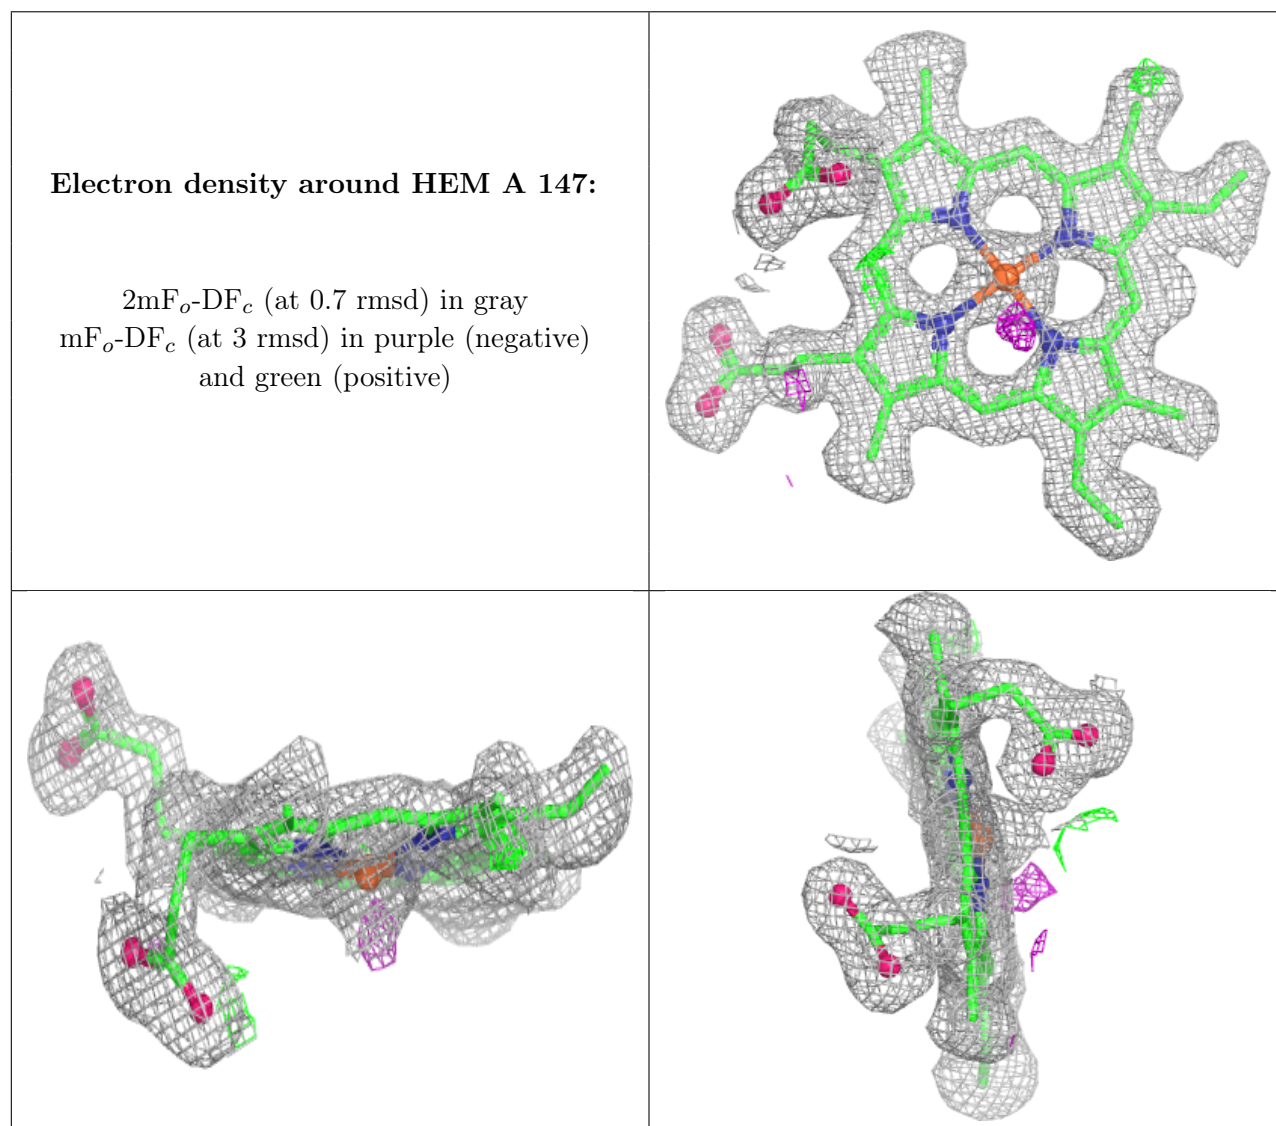 Electron density around HEM A 147:
2mFo-DFc (at 0.7 rmsd) in gray
mFo-DFc (at 3 rmsd) in purple (negative)
and green (positive)